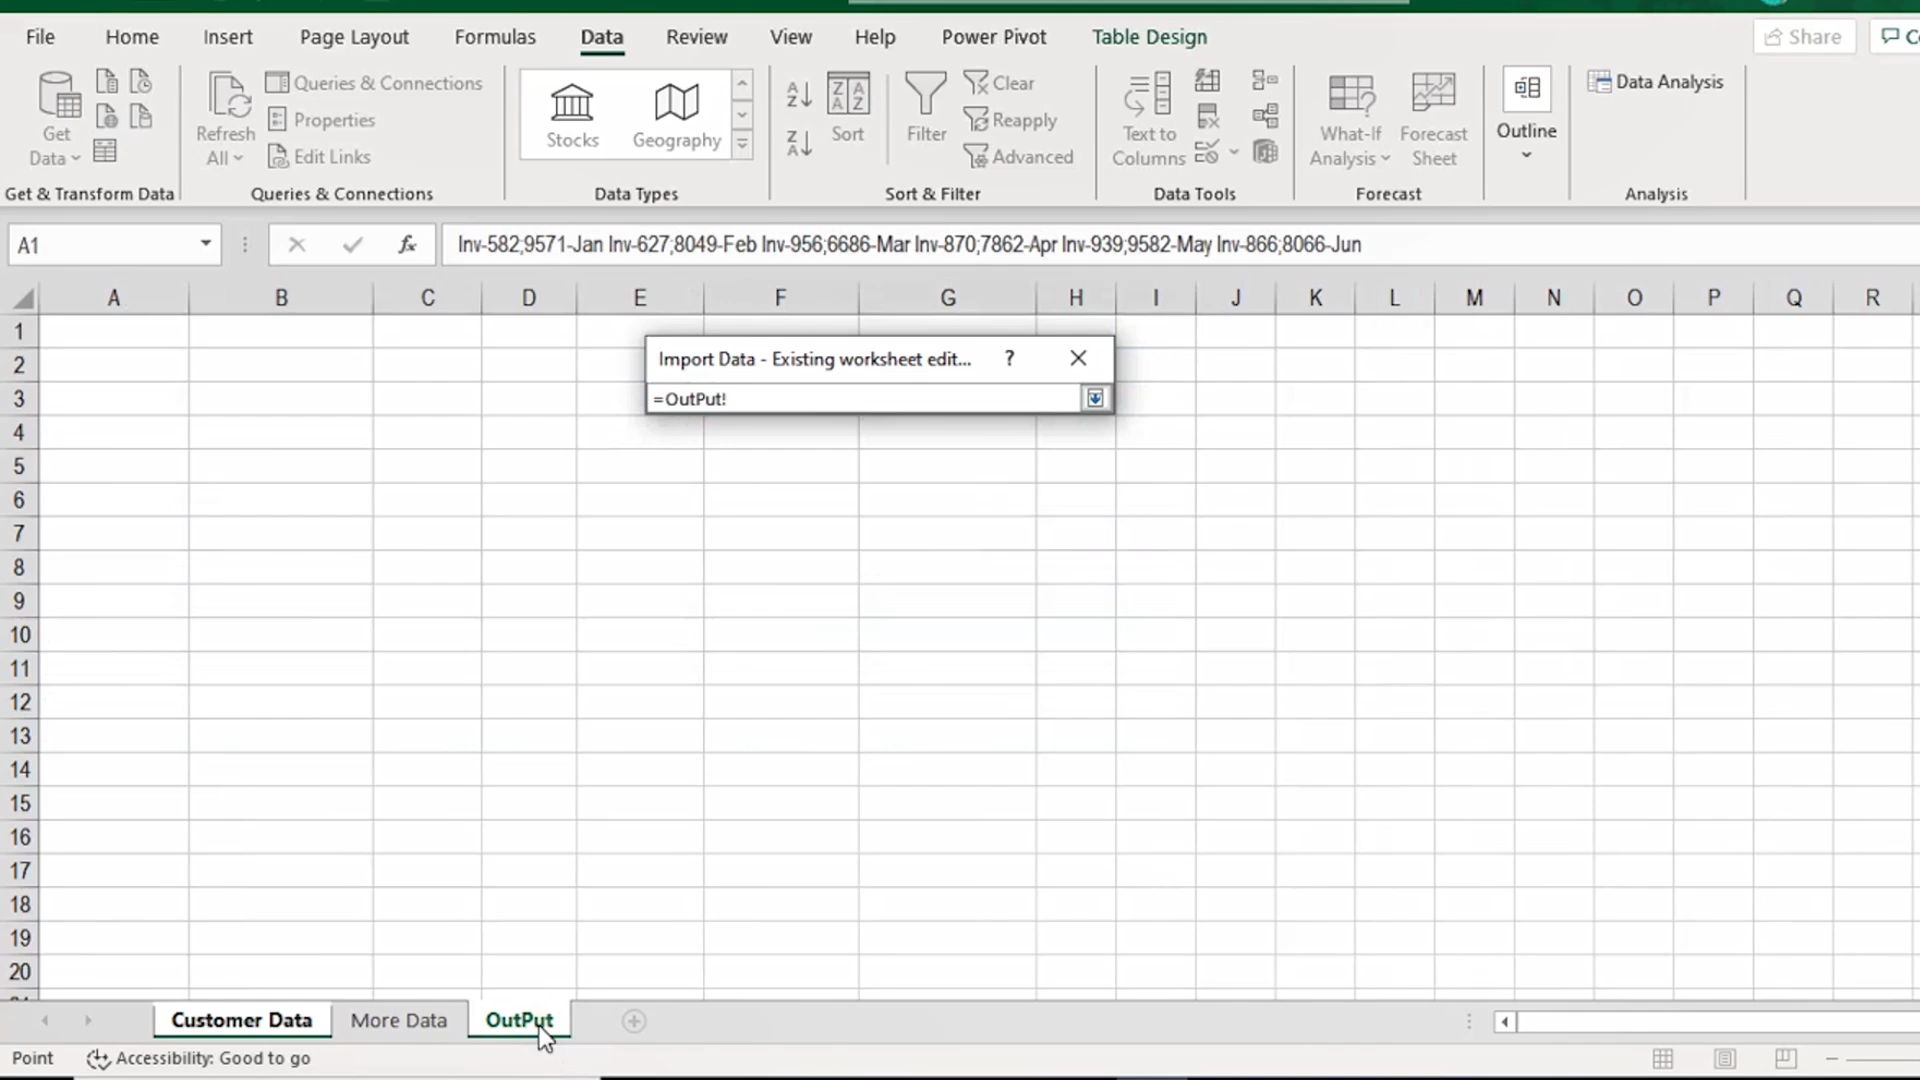 File Home Insert Page Layout Formulas Data Review View Help Power Pivot Table Design Share
Get Data
Refresh All
Queries & Connections
Properties
Edit Links
Stocks
Geography
Sort
Filter
Clear
Reapply
Advanced
Text to Columns
What-If Analysis
Forecast Sheet
Outline
Data Analysis
Get & Transform Data Queries & Connections Data Types Sort & Filter Data Tools Forecast Analysis
A1 fx Inv-582;9571-Jan Inv-627;8049-Feb Inv-956;6686-Mar Inv-870;7862-Apr Inv-939;9582-May Inv-866;8066-Jun
A B C D E F G H I J K L M N O P Q R
1
2
3
4
5
6
7
8
9
10
11
12
13
14
15
16
17
18
19
20
Import Data - Existing worksheet edit... ?
=OutPut!
Customer Data More Data OutPut
Point Accessibility: Good to go